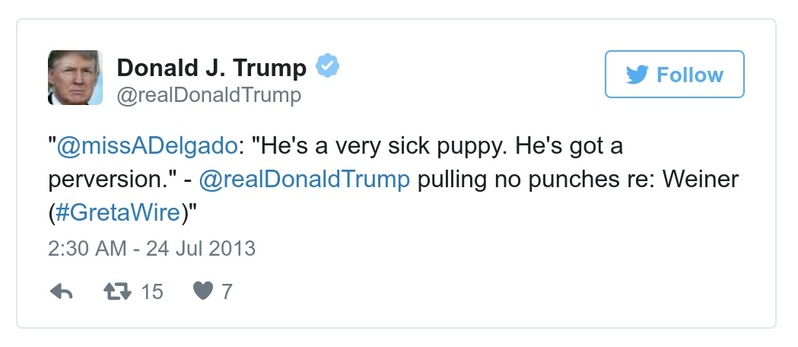 Donald J. Trump
@realDonaldTrump
Follow
"@missADelgado: "He's a very sick puppy. He's got a
perversion." - @realDonaldTrump pulling no punches re: Weiner
(#GretaWire)"
2:30 AM - 24 Jul 2013
15 7